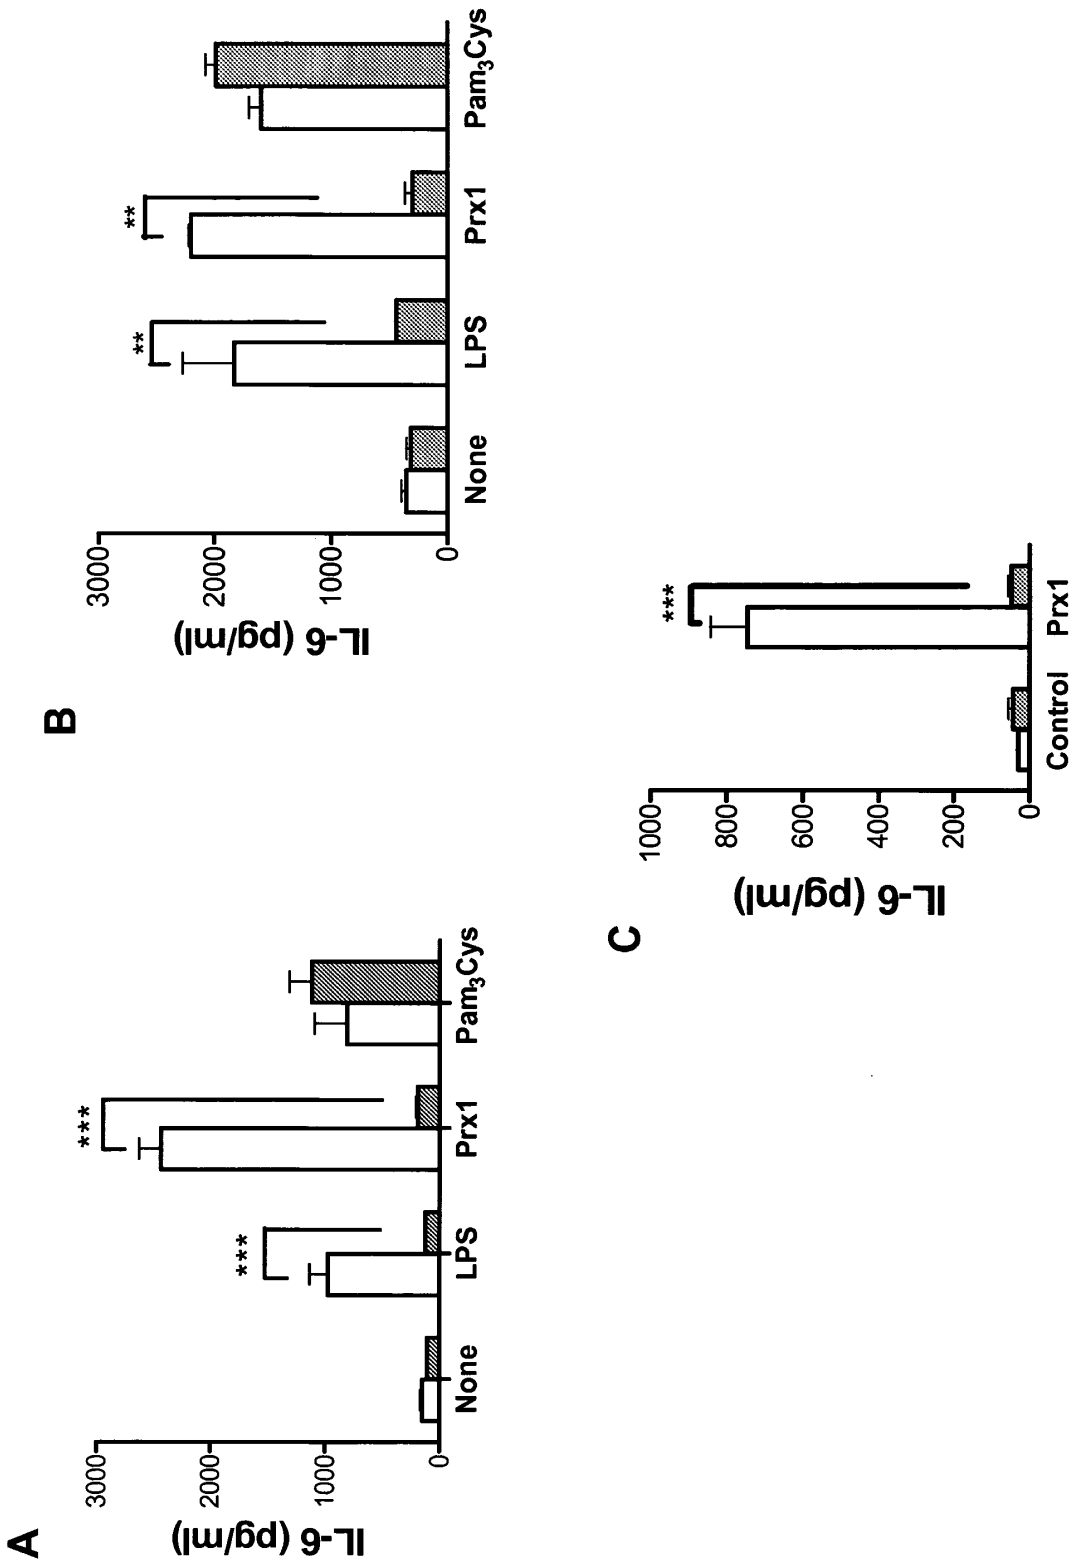 A
IL-6 (pg/ml)
3000
2000
1000
0
***
***
None
LPS
Prx1
Pam3Cys
B
IL-6 (pg/ml)
3000
2000
1000
0
**
**
None
LPS
Prx1
Pam3Cys
C
IL-6 (pg/ml)
1000
800
600
400
200
0
***
Control
Prx1